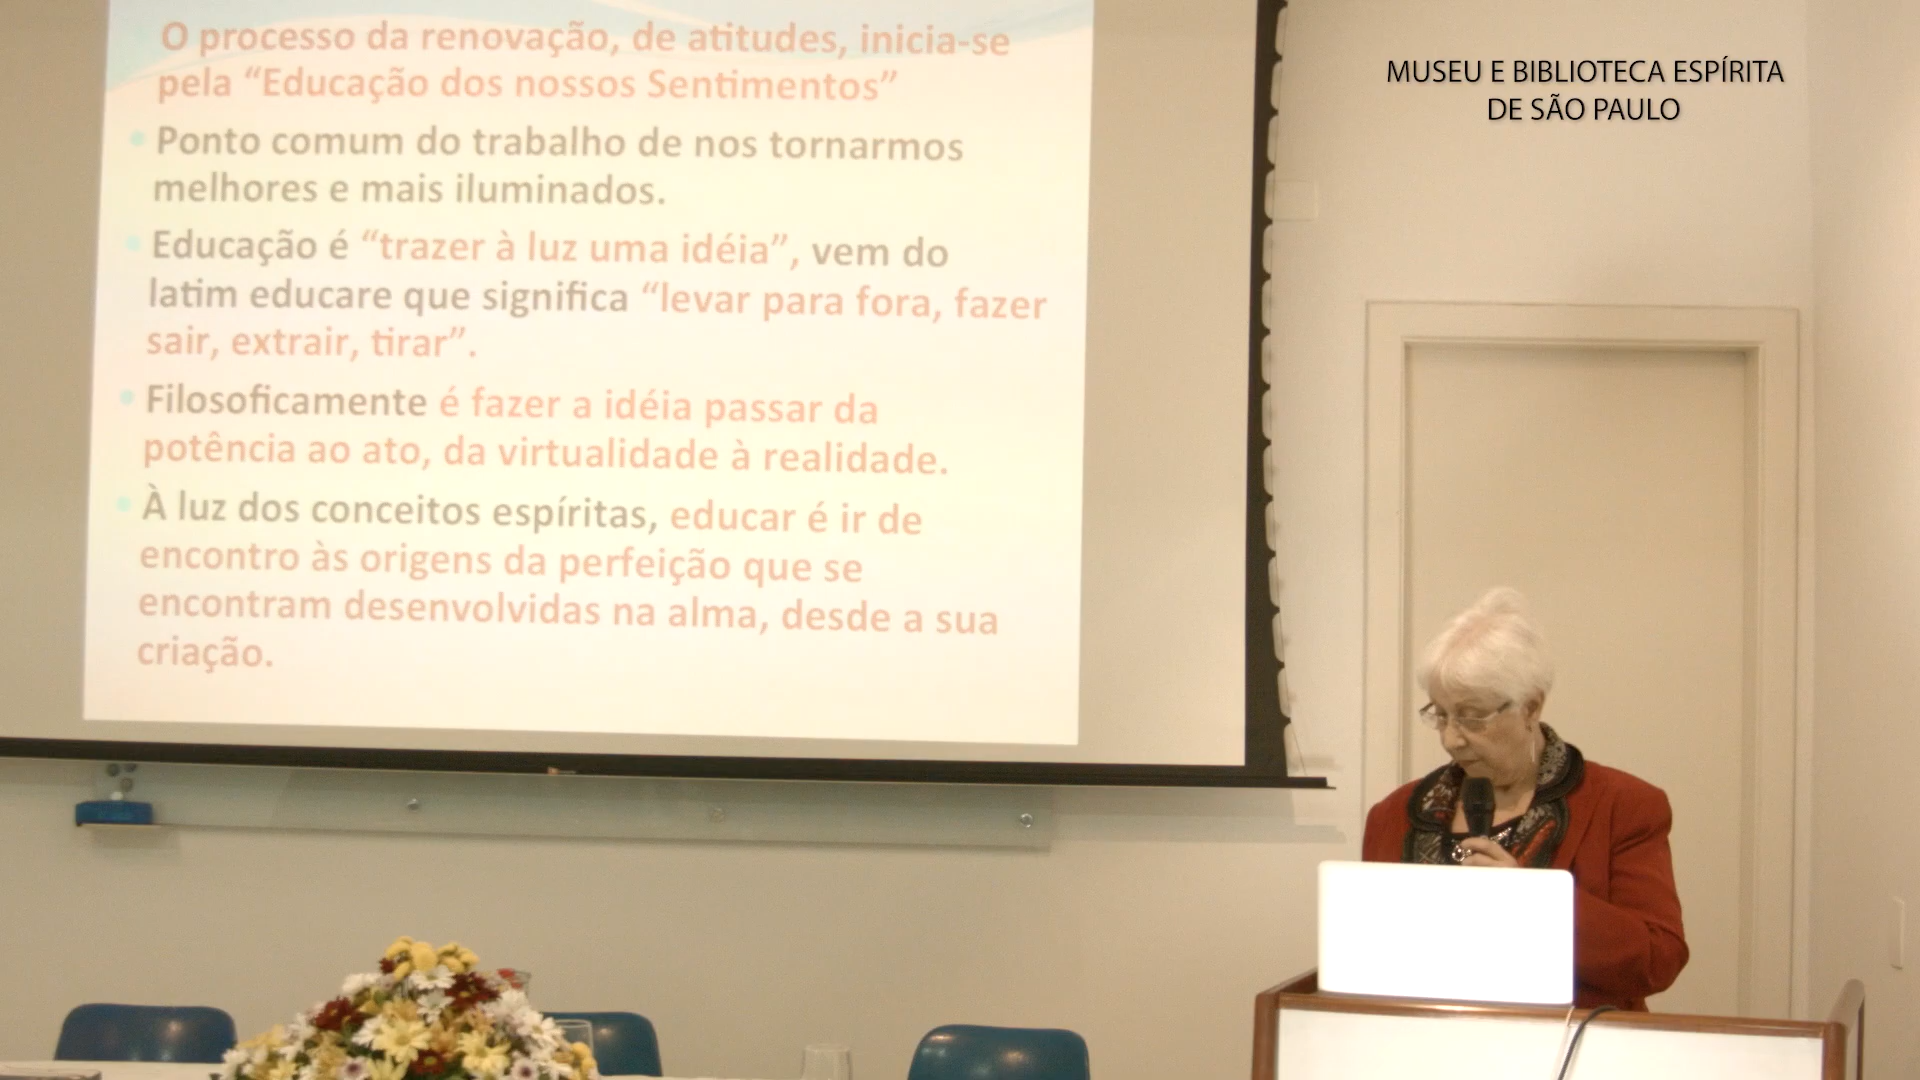 O processo da renovação, de atitudes, inicia-se
pela “Educação dos nossos Sentimentos”
Ponto comum do trabalho de nos tornarmos
melhores e mais iluminados.
Educação é “trazer à luz uma idéia”, vem do
latim educare que significa “levar para fora, fazer
sair, extrair, tirar”.
Filosoficamente é fazer a idéia passar da
potência ao ato, da virtualidade à realidade.
À luz dos conceitos espíritas, educar é ir de
encontro às origens da perfeição que se
encontram desenvolvidas na alma, desde a sua
criação.
MUSEU E BIBLIOTECA ESPÍRITA
DE SÃO PAULO